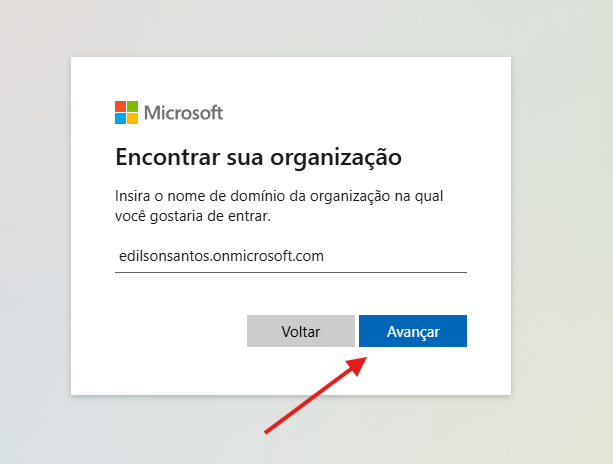 Microsoft
Encontrar sua organização
Insira o nome de domínio da organização na qual
você gostaria de entrar.
edilsonsantos.onmicrosoft.com
Voltar
Avançar